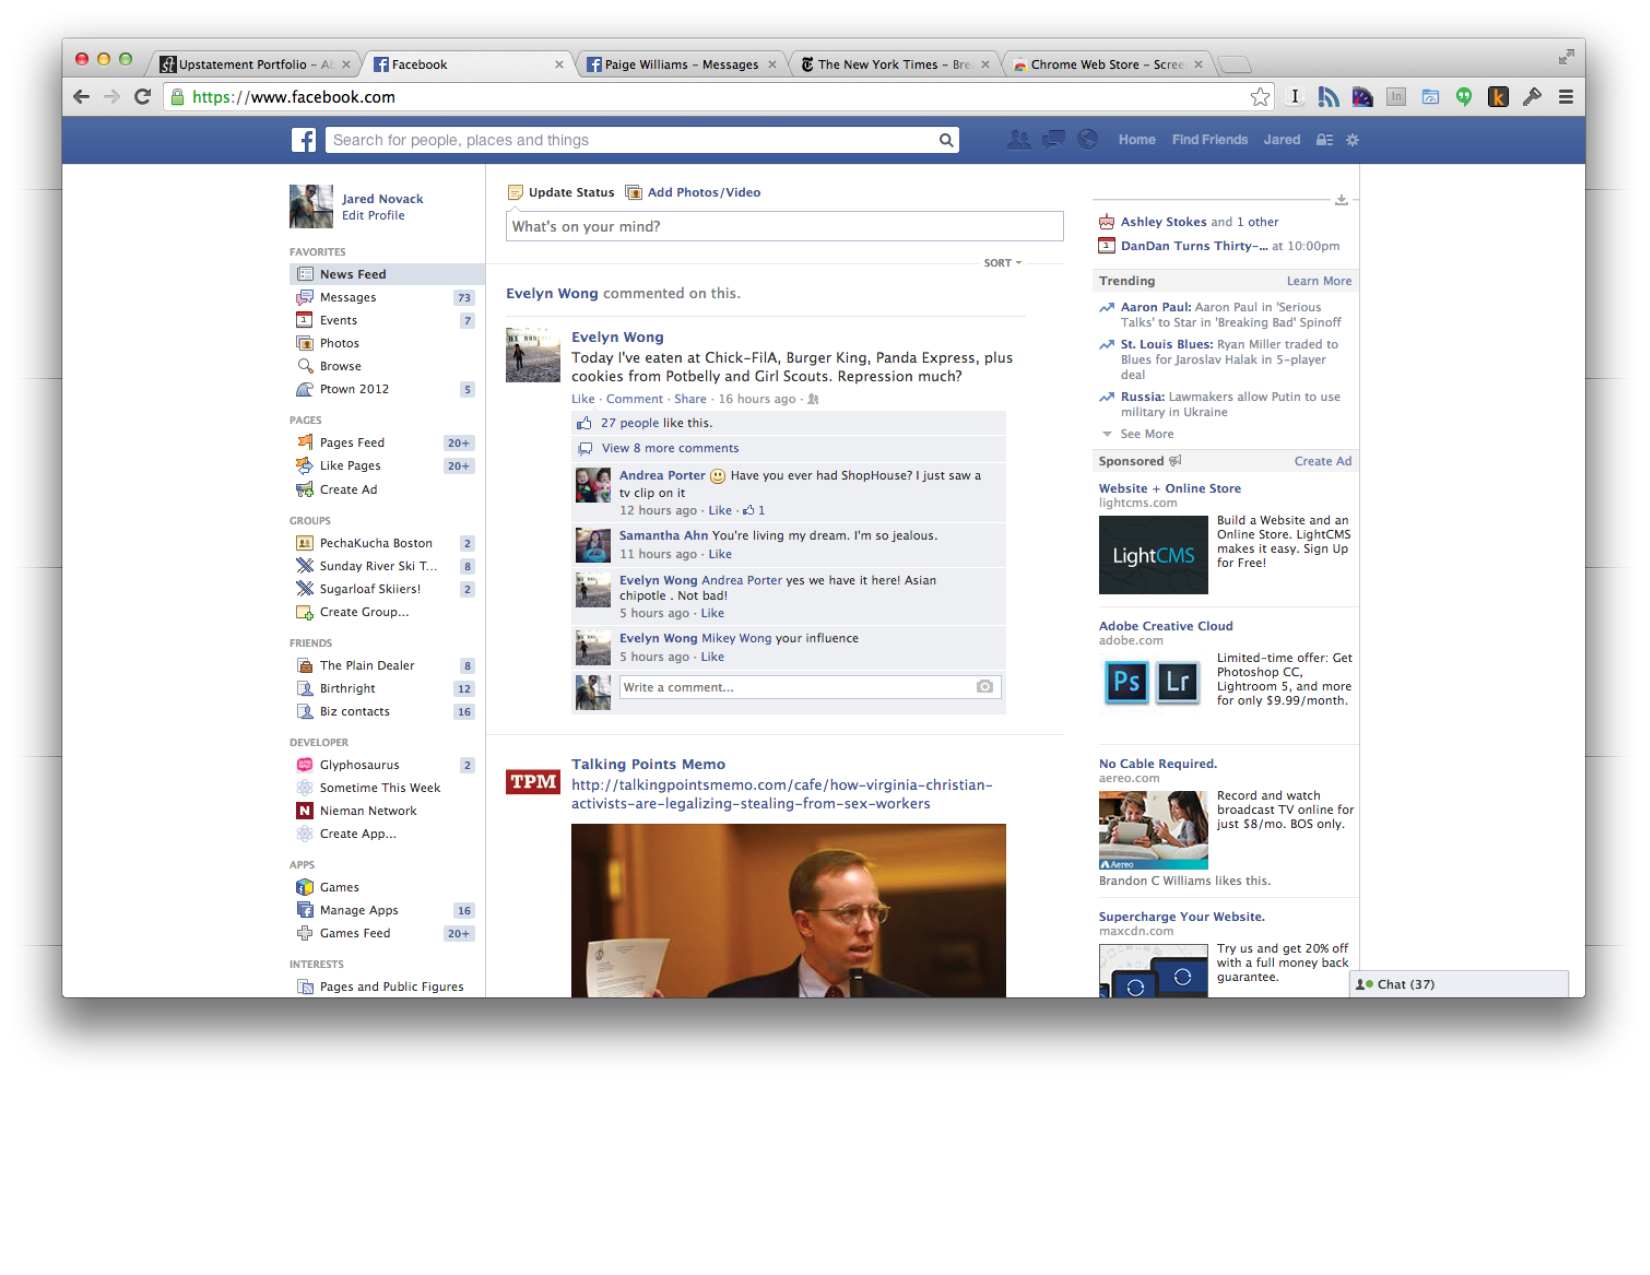 Upstatement Portfolio – Ab
Facebook
Paige Williams – Messages
The New York Times – Brea
Chrome Web Store – Scree
https://www.facebook.com
Search for people, places and things
Home Find Friends Jared
Jared Novack
Edit Profile
FAVORITES
News Feed
Messages 73
Events 7
Photos
Browse
Ptown 2012 5
PAGES
Pages Feed 20+
Like Pages 20+
Create Ad
GROUPS
PechaKucha Boston 2
Sunday River Ski T... 8
Sugarloaf Skiiers! 2
Create Group...
FRIENDS
The Plain Dealer 8
Birthright 12
Biz contacts 16
DEVELOPER
Glyphosaurus 2
Sometime This Week
Nieman Network
Create App...
APPS
Games
Manage Apps 16
Games Feed 20+
INTERESTS
Pages and Public Figures
Update Status Add Photos/Video
What's on your mind?
SORT
Evelyn Wong commented on this.
Evelyn Wong
Today I've eaten at Chick-FilA, Burger King, Panda Express, plus
cookies from Potbelly and Girl Scouts. Repression much?
Like · Comment · Share · 16 hours ago ·
27 people like this.
View 8 more comments
Andrea Porter Have you ever had ShopHouse? I just saw a
tv clip on it
12 hours ago · Like · 1
Samantha Ahn You're living my dream. I'm so jealous.
11 hours ago · Like
Evelyn Wong Andrea Porter yes we have it here! Asian
chipotle . Not bad!
5 hours ago · Like
Evelyn Wong Mikey Wong your influence
5 hours ago · Like
Write a comment...
TPM
Talking Points Memo
http://talkingpointsmemo.com/cafe/how-virginia-christian-
activists-are-legalizing-stealing-from-sex-workers
Ashley Stokes and 1 other
DanDan Turns Thirty-... at 10:00pm
Trending Learn More
Aaron Paul: Aaron Paul in 'Serious
Talks' to Star in 'Breaking Bad' Spinoff
St. Louis Blues: Ryan Miller traded to
Blues for Jaroslav Halak in 5-player
deal
Russia: Lawmakers allow Putin to use
military in Ukraine
See More
Sponsored Create Ad
Website + Online Store
lightcms.com
LightCMS
Build a Website and an
Online Store. LightCMS
makes it easy. Sign Up
for Free!
Adobe Creative Cloud
adobe.com
Ps Lr
Limited-time offer: Get
Photoshop CC,
Lightroom 5, and more
for only $9.99/month.
No Cable Required.
aereo.com
Aereo
Record and watch
broadcast TV online for
just $8/mo. BOS only.
Brandon C Williams likes this.
Supercharge Your Website.
maxcdn.com
Try us and get 20% off
with a full money back
guarantee.
Chat (37)